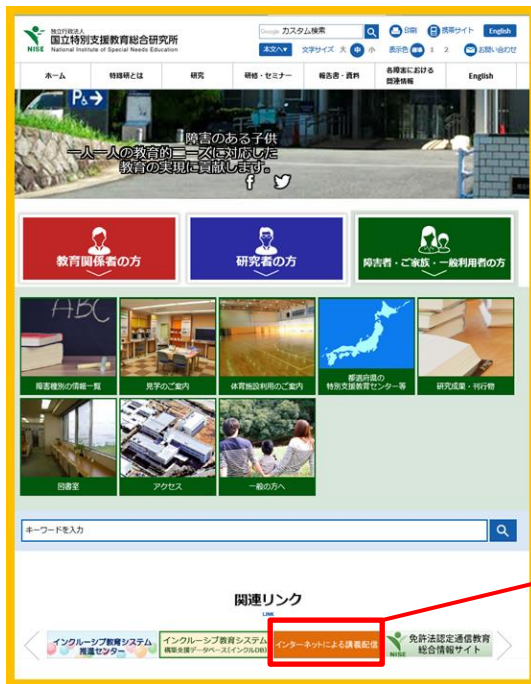 独立行政法人
国立特別支援教育総合研究所
NISE National Institute of Special Needs Education
Google カスタム検索
印刷
携帯サイト
English
本文へ▼
文字サイズ 大 中 小
表示色 標準 1 2
お問い合わせ
ホーム
特総研とは
研究
研修・セミナー
報告書・資料
各障害における
関連情報
English
P
障害のある子供
一人一人の教育的ニーズに対応した
教育の実現に貢献します。
教育関係者の方
研究者の方
障害者・ご家族・一般利用者の方
ABC
障害種別の情報一覧
見学のご案内
体育施設利用のご案内
都道府県の
特別支援教育センター等
研究成果・刊行物
図書室
アクセス
一般の方へ
キーワードを入力
関連リンク
LINK
インクルーシブ教育システム
推進センター
インクルーシブ教育システム
構築支援データベース(インクルDB)
インターネットによる講義配信
NISE
免許法認定通信教育
総合情報サイト